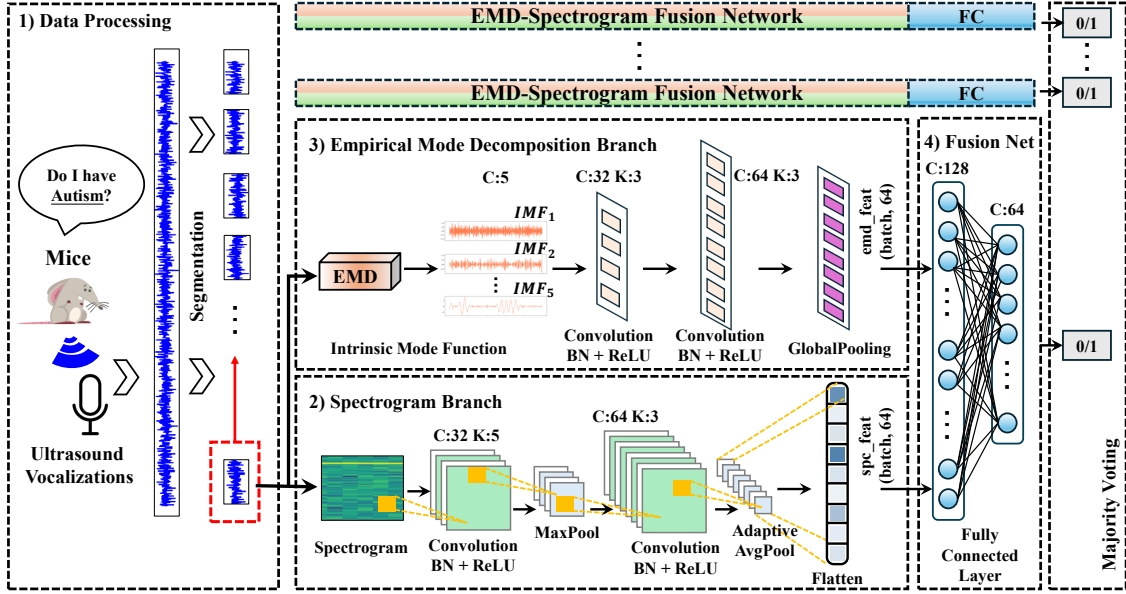 1) Data Processing
Do I have
Autism?
Mice
Ultrasound
Vocalizations
Segmentation
EMD-Spectrogram Fusion Network
FC
0/1
EMD-Spectrogram Fusion Network
FC
0/1
3) Empirical Mode Decomposition Branch
EMD
C:5
IMF1
IMF2
IMF5
Intrinsic Mode Function
C:32 K:3
Convolution
BN + ReLU
C:64 K:3
Convolution
BN + ReLU
GlobalPooling
emd_feat
(batch, 64)
2) Spectrogram Branch
Spectrogram
C:32 K:5
Convolution
BN + ReLU
MaxPool
C:64 K:3
Convolution
BN + ReLU
Adaptive
AvgPool
Flatten
spc_feat
(batch, 64)
4) Fusion Net
C:128
C:64
Fully
Connected
Layer
0/1
Majority Voting